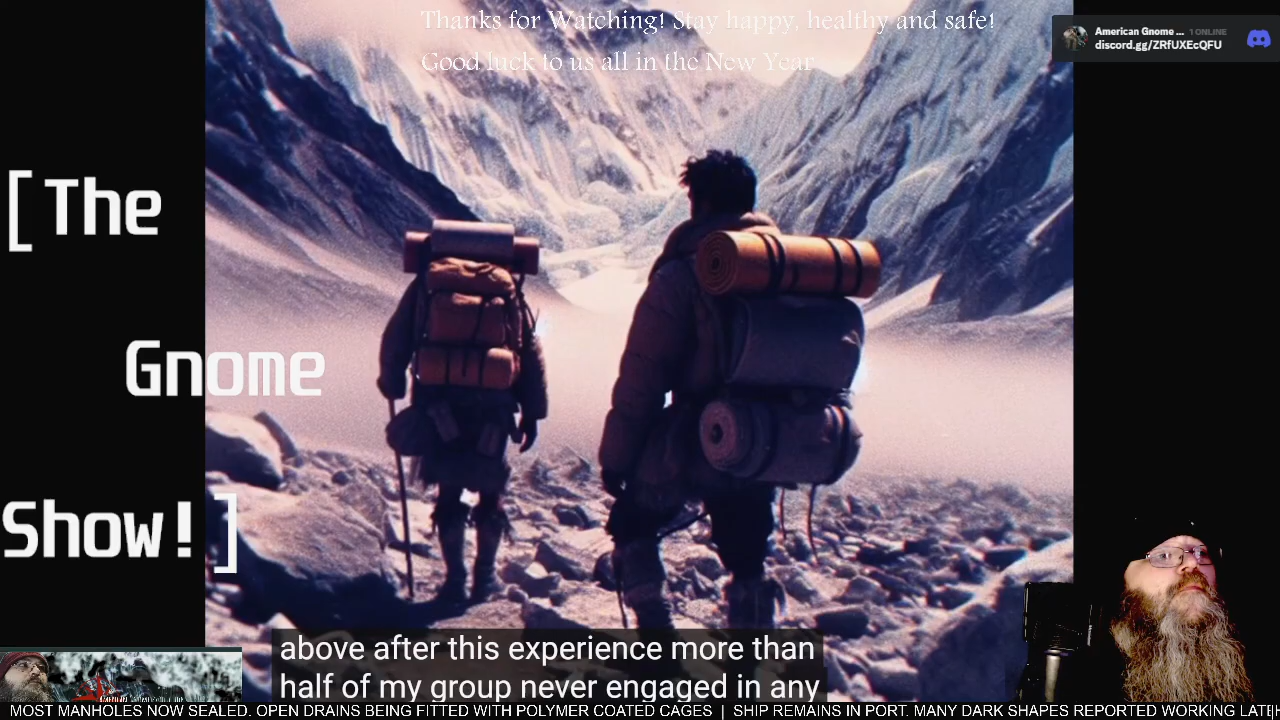 Thanks for Watching! Stay happy, healthy and safe!
Good luck to us all in the New Year
American Gnome ... 1 ONLINE
discord.gg/ZRfUXEcQFU
[ The
Gnome
Show! ]
above after this experience more than
half of my group never engaged in any
MOST MANHOLES NOW SEALED. OPEN DRAINS BEING FITTED WITH POLYMER COATED CAGES | SHIP REMAINS IN PORT. MANY DARK SHAPES REPORTED WORKING LATE